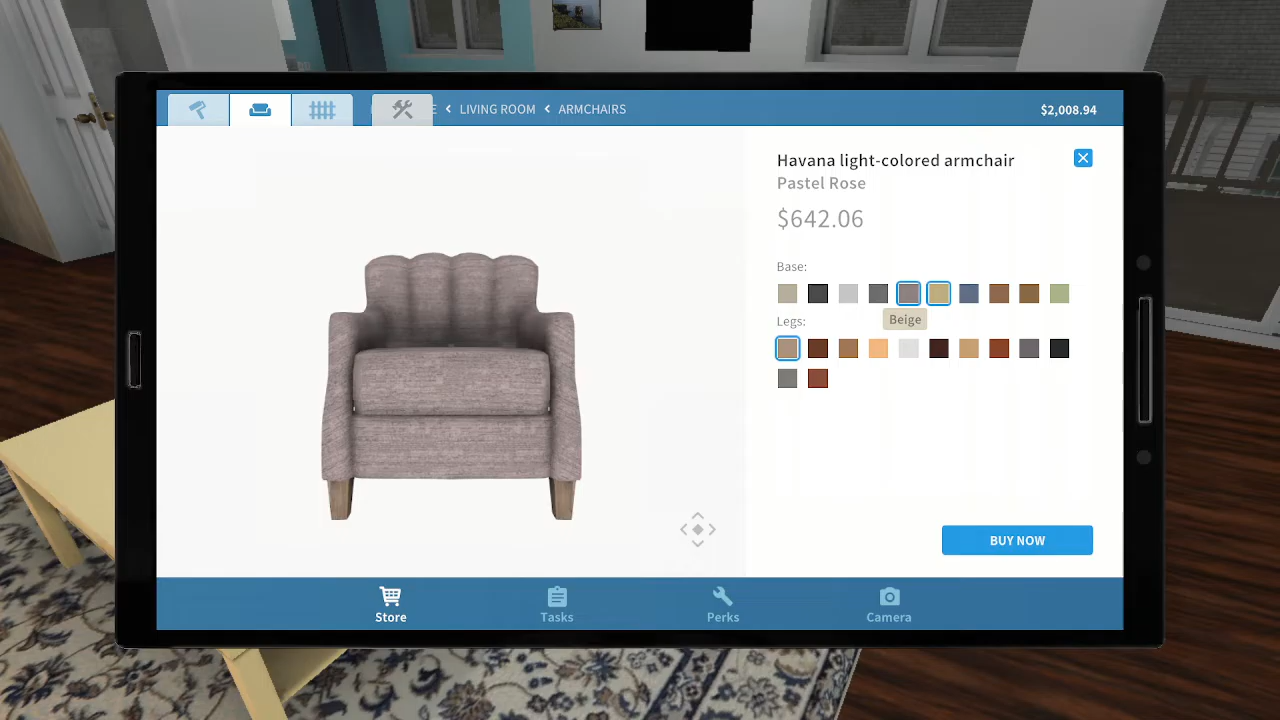 E < LIVING ROOM < ARMCHAIRS
$2,008.94
Havana light-colored armchair
Pastel Rose
$642.06
Base:
Beige
Legs:
BUY NOW
Store
Tasks
Perks
Camera